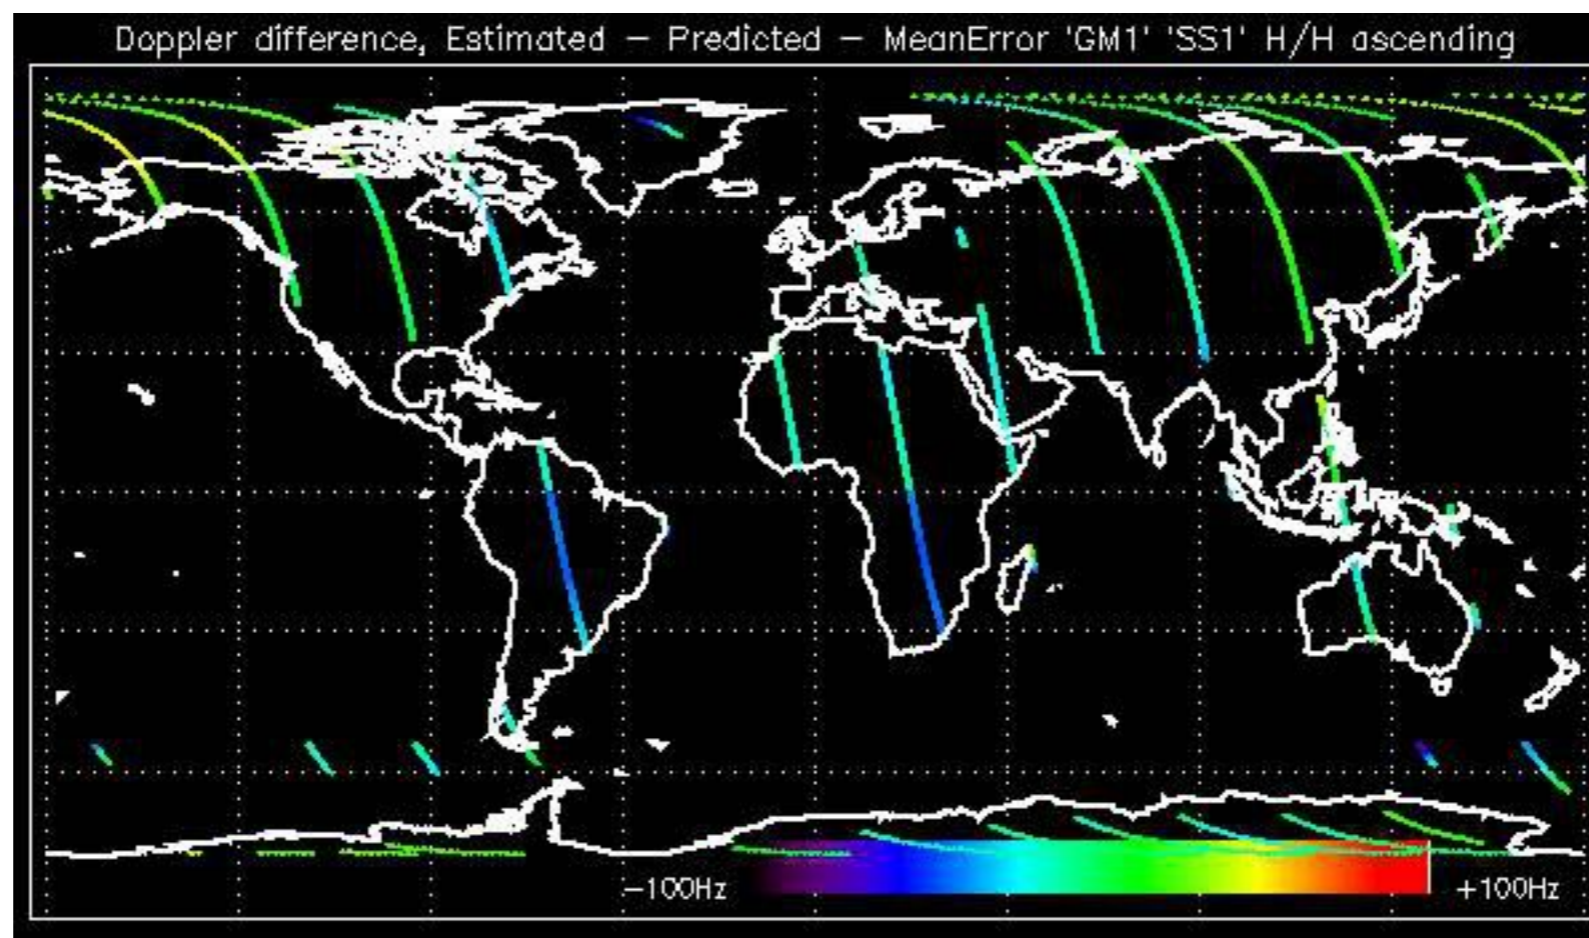 Doppler difference, Estimated — Predicted — MeanError 'GM1' 'SS1' H/H ascending
−100Hz
+100Hz